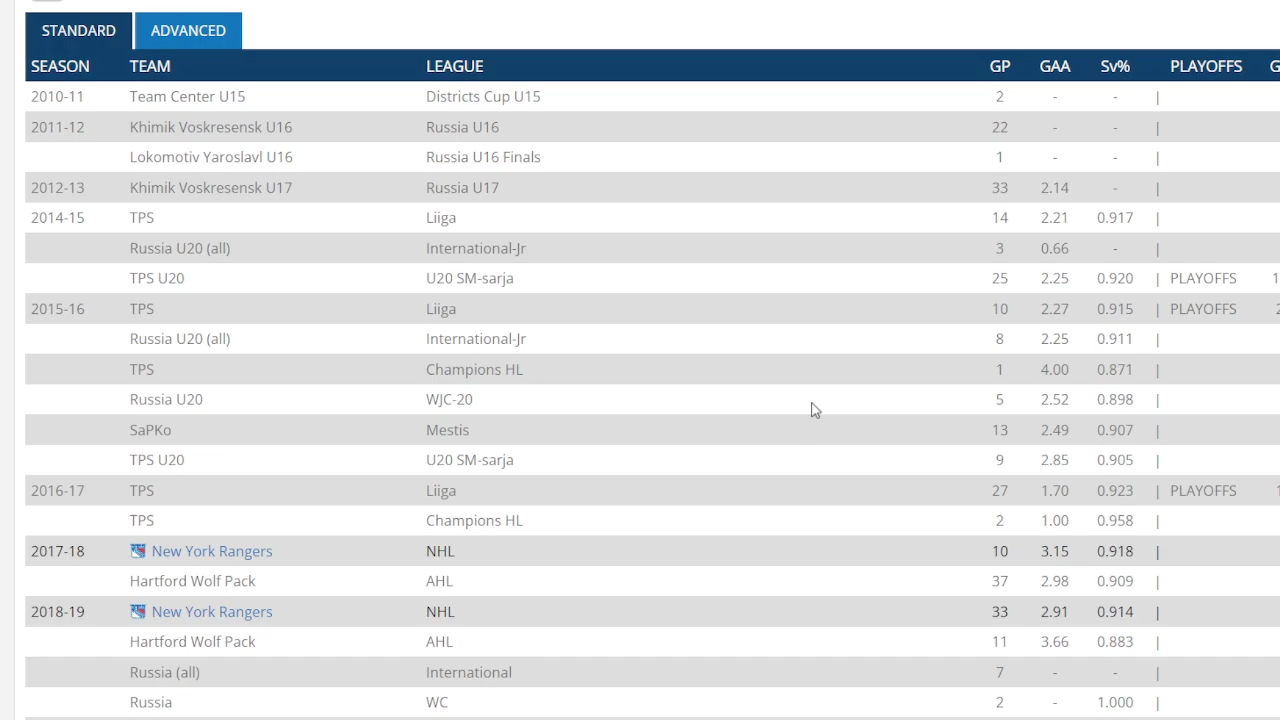 STANDARD ADVANCED
SEASON TEAM LEAGUE GP GAA Sv% PLAYOFFS G
2010-11 Team Center U15 Districts Cup U15 2 - - |
2011-12 Khimik Voskresensk U16 Russia U16 22 - - |
Lokomotiv Yaroslavl U16 Russia U16 Finals 1 - - |
2012-13 Khimik Voskresensk U17 Russia U17 33 2.14 - |
2014-15 TPS Liiga 14 2.21 0.917 |
Russia U20 (all) International-Jr 3 0.66 - |
TPS U20 U20 SM-sarja 25 2.25 0.920 | PLAYOFFS 1
2015-16 TPS Liiga 10 2.27 0.915 | PLAYOFFS 2
Russia U20 (all) International-Jr 8 2.25 0.911 |
TPS Champions HL 1 4.00 0.871 |
Russia U20 WJC-20 5 2.52 0.898 |
SaPKo Mestis 13 2.49 0.907 |
TPS U20 U20 SM-sarja 9 2.85 0.905 |
2016-17 TPS Liiga 27 1.70 0.923 | PLAYOFFS 1
TPS Champions HL 2 1.00 0.958 |
2017-18 New York Rangers NHL 10 3.15 0.918 |
Hartford Wolf Pack AHL 37 2.98 0.909 |
2018-19 New York Rangers NHL 33 2.91 0.914 |
Hartford Wolf Pack AHL 11 3.66 0.883 |
Russia (all) International 7 - - |
Russia WC 2 - 1.000 |